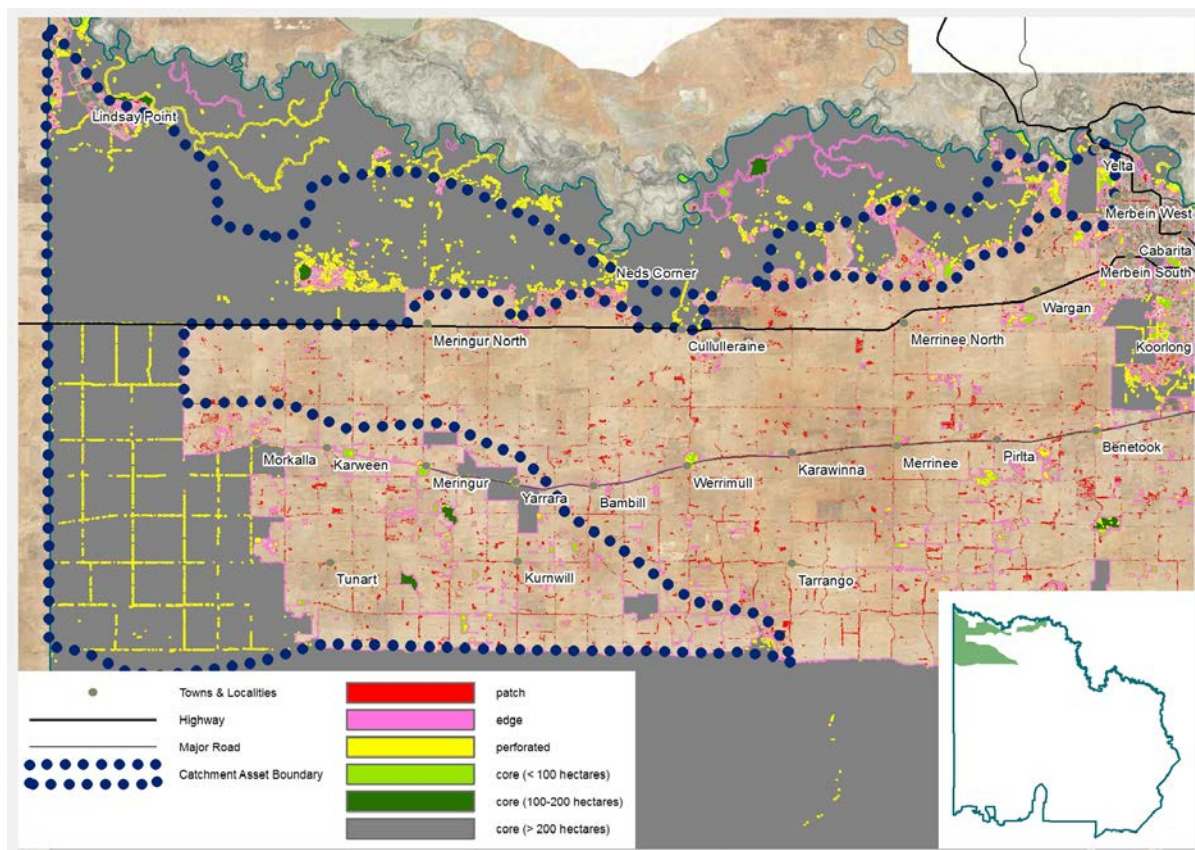 Lindsay Point
Yelta
Merbein West
Cabarita
Neds Corner
Merbein South
Wargan
Meringur North
Cullulleraine
Merrinee North
Koorlong
Morkalla
Karween
Meringur
Yarrara
Bambill
Werrimull
Karawinna
Merrinee
Pirlta
Benetook
Tunart
Kurnwill
Tarrango
Towns & Localities
Highway
Major Road
Catchment Asset Boundary
patch
edge
perforated
core (< 100 hectares)
core (100-200 hectares)
core (> 200 hectares)